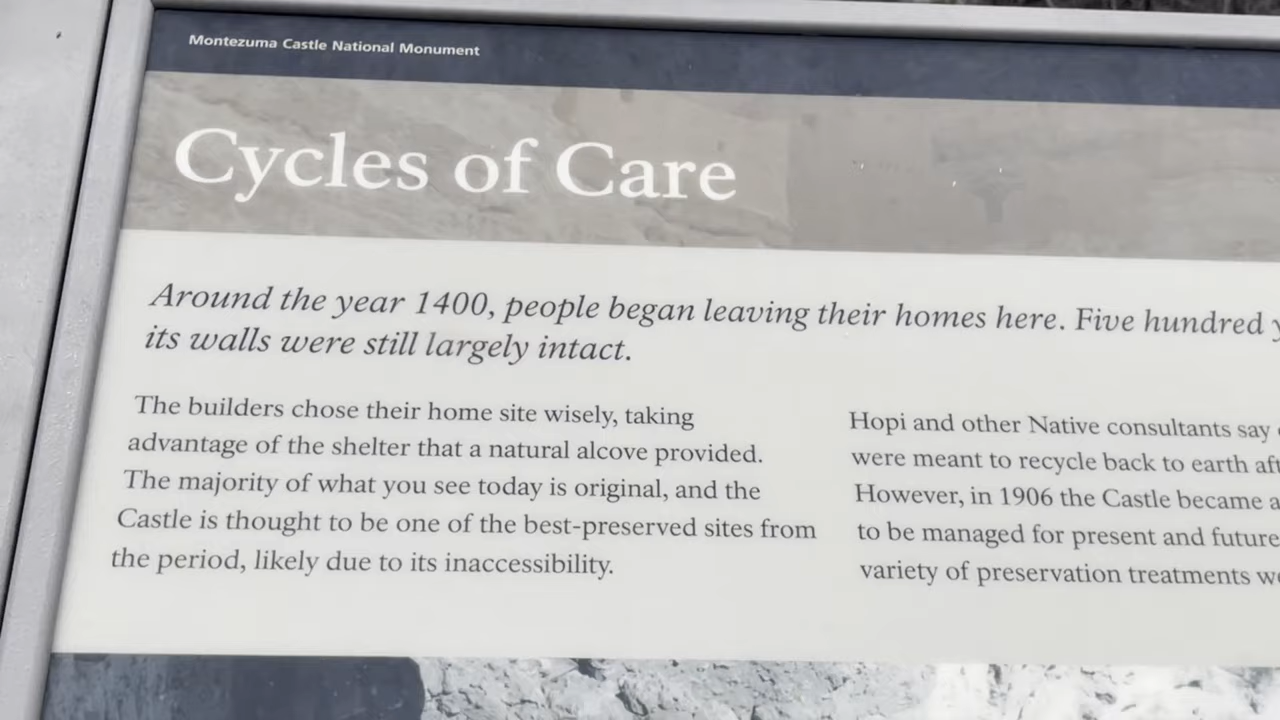 Montezuma Castle National Monument
Cycles of Care
Around the year 1400, people began leaving their homes here. Five hundred
its walls were still largely intact.
The builders chose their home site wisely, taking
advantage of the shelter that a natural alcove provided.
The majority of what you see today is original, and the
Castle is thought to be one of the best-preserved sites from
the period, likely due to its inaccessibility.
Hopi and other Native consultants say
were meant to recycle back to earth
However, in 1906 the Castle became a
to be managed for present and future
variety of preservation treatments